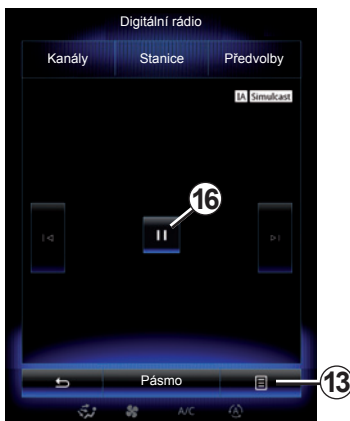 Digitální rádio
Kanály Stanice Předvolby
IA Simulcast
16
Pásmo
13
A/C